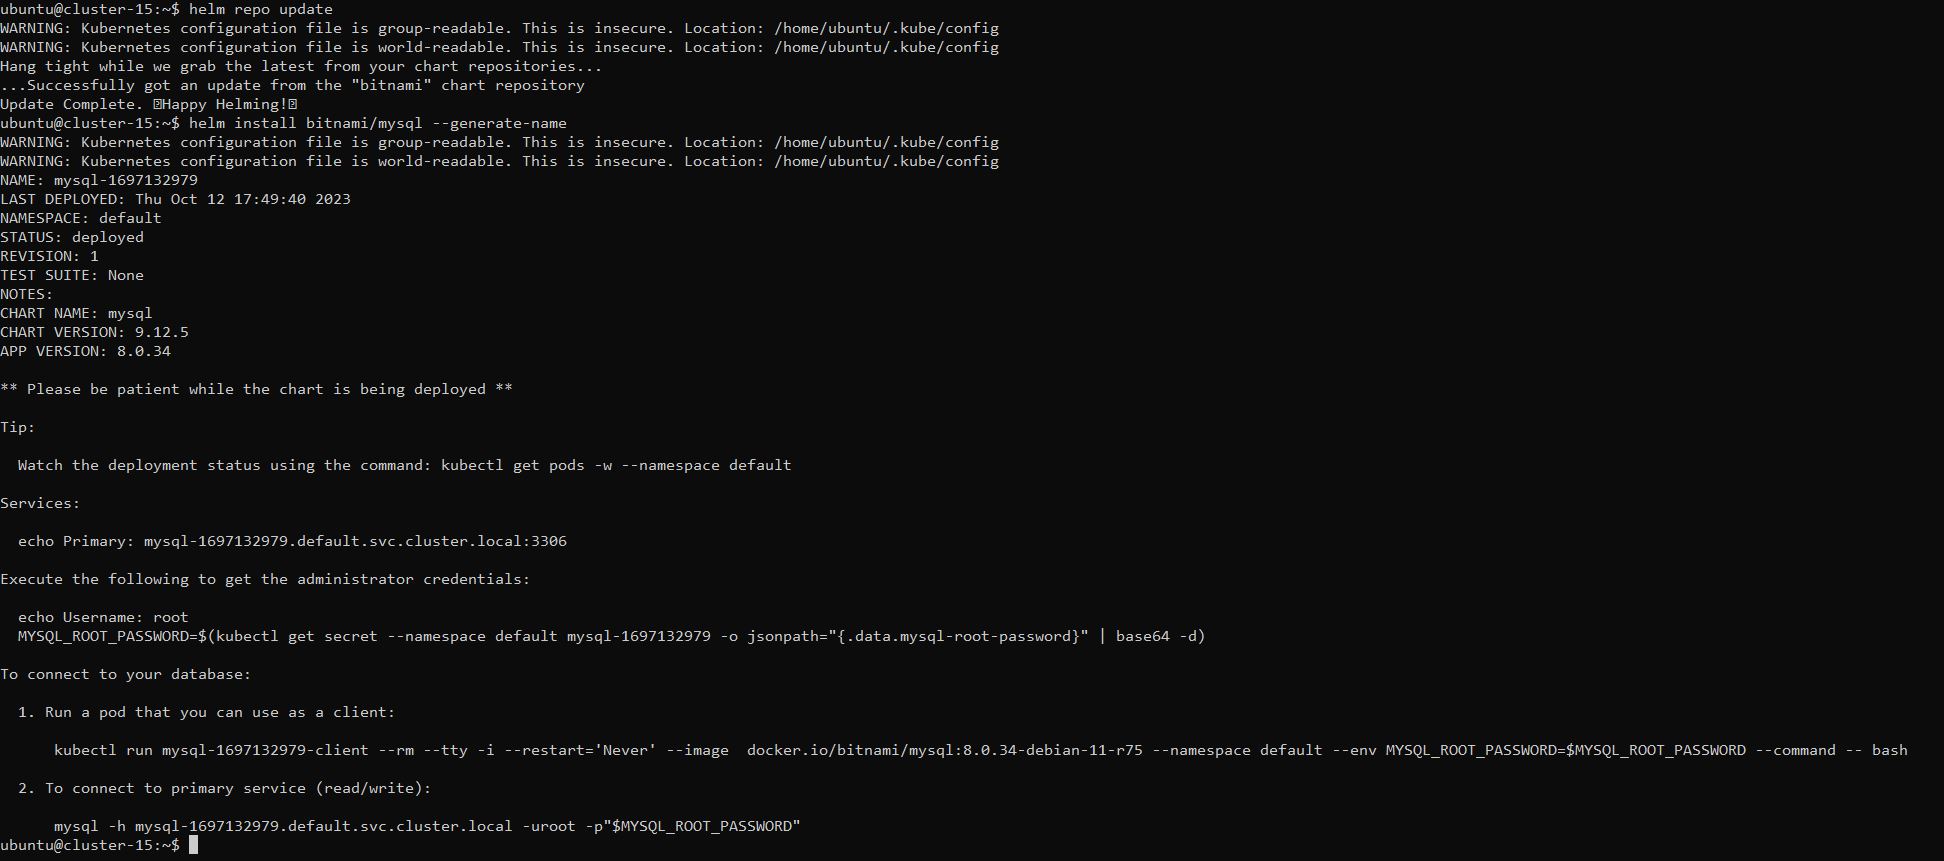 ubuntu@cluster-15:~$ helm repo update
WARNING: Kubernetes configuration file is group-readable. This is insecure. Location: /home/ubuntu/.kube/config
WARNING: Kubernetes configuration file is world-readable. This is insecure. Location: /home/ubuntu/.kube/config
Hang tight while we grab the latest from your chart repositories...
...Successfully got an update from the "bitnami" chart repository
Update Complete. ⍰Happy Helming!⍰
ubuntu@cluster-15:~$ helm install bitnami/mysql --generate-name
WARNING: Kubernetes configuration file is group-readable. This is insecure. Location: /home/ubuntu/.kube/config
WARNING: Kubernetes configuration file is world-readable. This is insecure. Location: /home/ubuntu/.kube/config
NAME: mysql-1697132979
LAST DEPLOYED: Thu Oct 12 17:49:40 2023
NAMESPACE: default
STATUS: deployed
REVISION: 1
TEST SUITE: None
NOTES:
CHART NAME: mysql
CHART VERSION: 9.12.5
APP VERSION: 8.0.34
** Please be patient while the chart is being deployed **
Tip:
Watch the deployment status using the command: kubectl get pods -w --namespace default
Services:
echo Primary: mysql-1697132979.default.svc.cluster.local:3306
Execute the following to get the administrator credentials:
echo Username: root
MYSQL_ROOT_PASSWORD=$(kubectl get secret --namespace default mysql-1697132979 -o jsonpath="{.data.mysql-root-password}" | base64 -d)
To connect to your database:
1. Run a pod that you can use as a client:
kubectl run mysql-1697132979-client --rm --tty -i --restart='Never' --image  docker.io/bitnami/mysql:8.0.34-debian-11-r75 --namespace default --env MYSQL_ROOT_PASSWORD=$MYSQL_ROOT_PASSWORD --command -- bash
2. To connect to primary service (read/write):
mysql -h mysql-1697132979.default.svc.cluster.local -uroot -p"$MYSQL_ROOT_PASSWORD"
ubuntu@cluster-15:~$